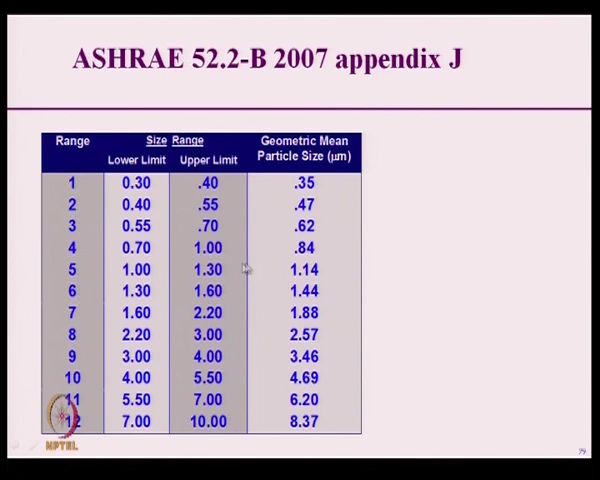 ASHRAE 52.2-B 2007 appendix J
Range Size Range Geometric Mean
Lower Limit Upper Limit Particle Size (µm)
1 0.30 .40 .35
2 0.40 .55 .47
3 0.55 .70 .62
4 0.70 1.00 .84
5 1.00 1.30 1.14
6 1.30 1.60 1.44
7 1.60 2.20 1.88
8 2.20 3.00 2.57
9 3.00 4.00 3.46
10 4.00 5.50 4.69
11 5.50 7.00 6.20
12 7.00 10.00 8.37
NPTEL
79